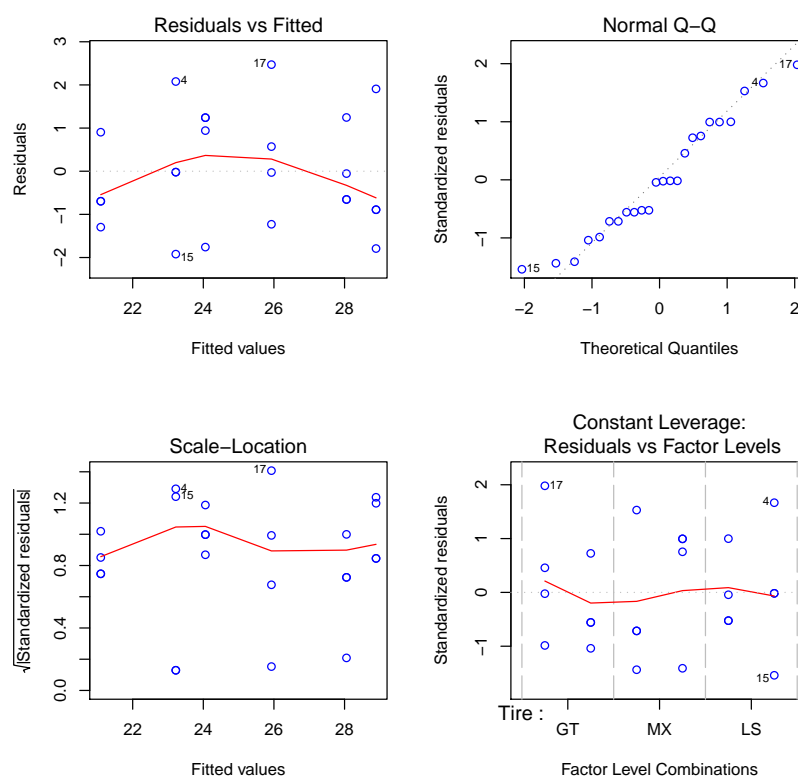 Residuals vs Fitted
3
2
1
0
−1
−2
Residuals
4
17
15
22
24
26
28
Fitted values
Normal Q−Q
2
1
0
−1
Standardized residuals
4
17
15
−2
−1
0
1
2
Theoretical Quantiles
Scale−Location
1.2
0.8
0.4
0.0
√|Standardized residuals|
4
15
17
22
24
26
28
Fitted values
Constant Leverage:
Residuals vs Factor Levels
2
1
0
−1
Standardized residuals
17
4
15
Tire :
GT
MX
LS
Factor Level Combinations